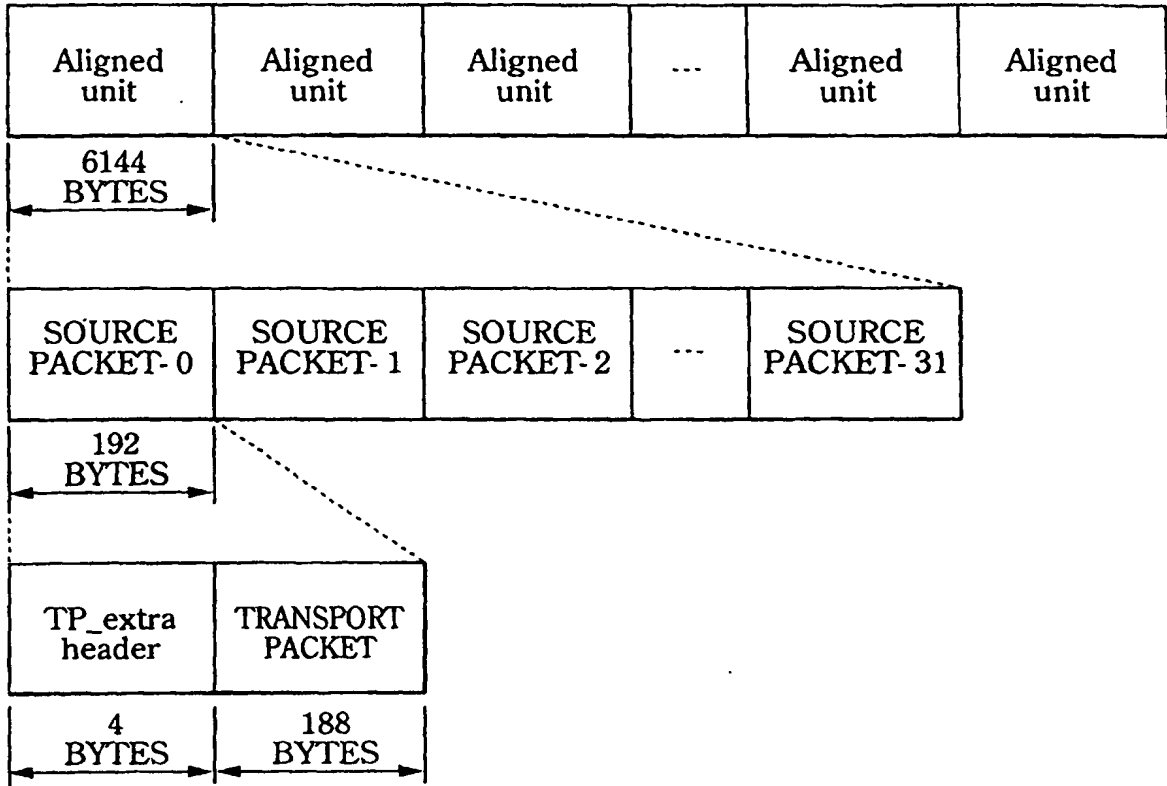 Aligned unit
Aligned unit
Aligned unit
---
Aligned unit
Aligned unit
6144 BYTES
SOURCE PACKET-0
SOURCE PACKET-1
SOURCE PACKET-2
---
SOURCE PACKET-31
192 BYTES
TP_extra header
TRANSPORT PACKET
4 BYTES
188 BYTES